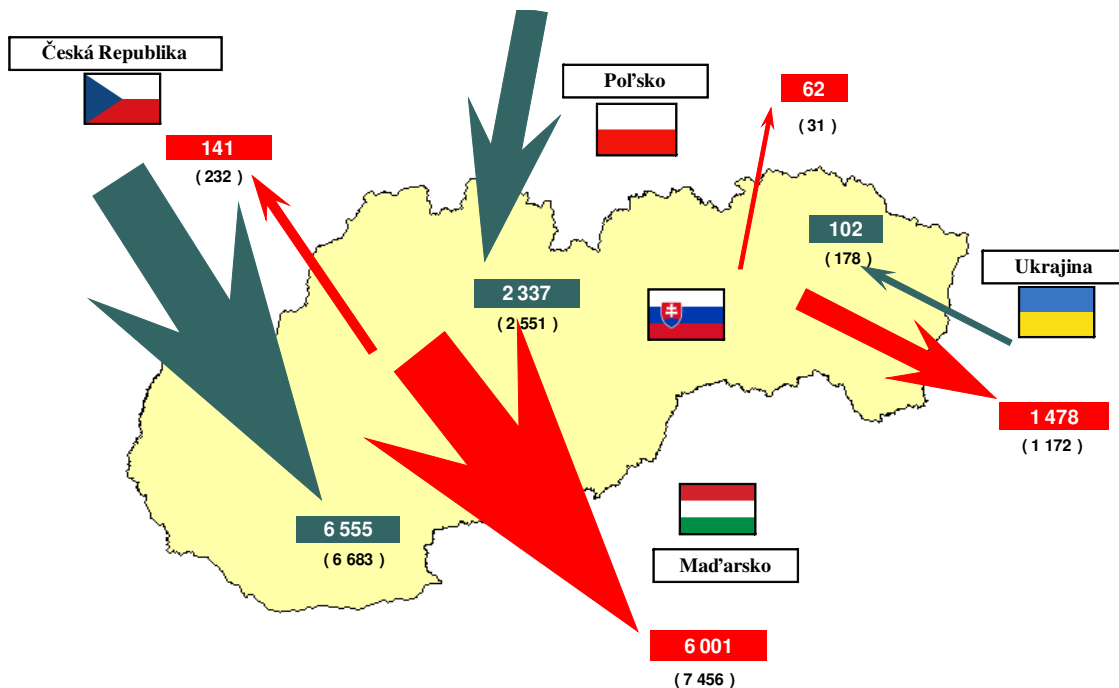 Česká Republika
141
( 232 )
Poľsko
62
( 31 )
102
( 178 )
Ukrajina
2 337
( 2 551 )
1 478
( 1 172 )
6 555
( 6 683 )
Maďarsko
6 001
( 7 456 )